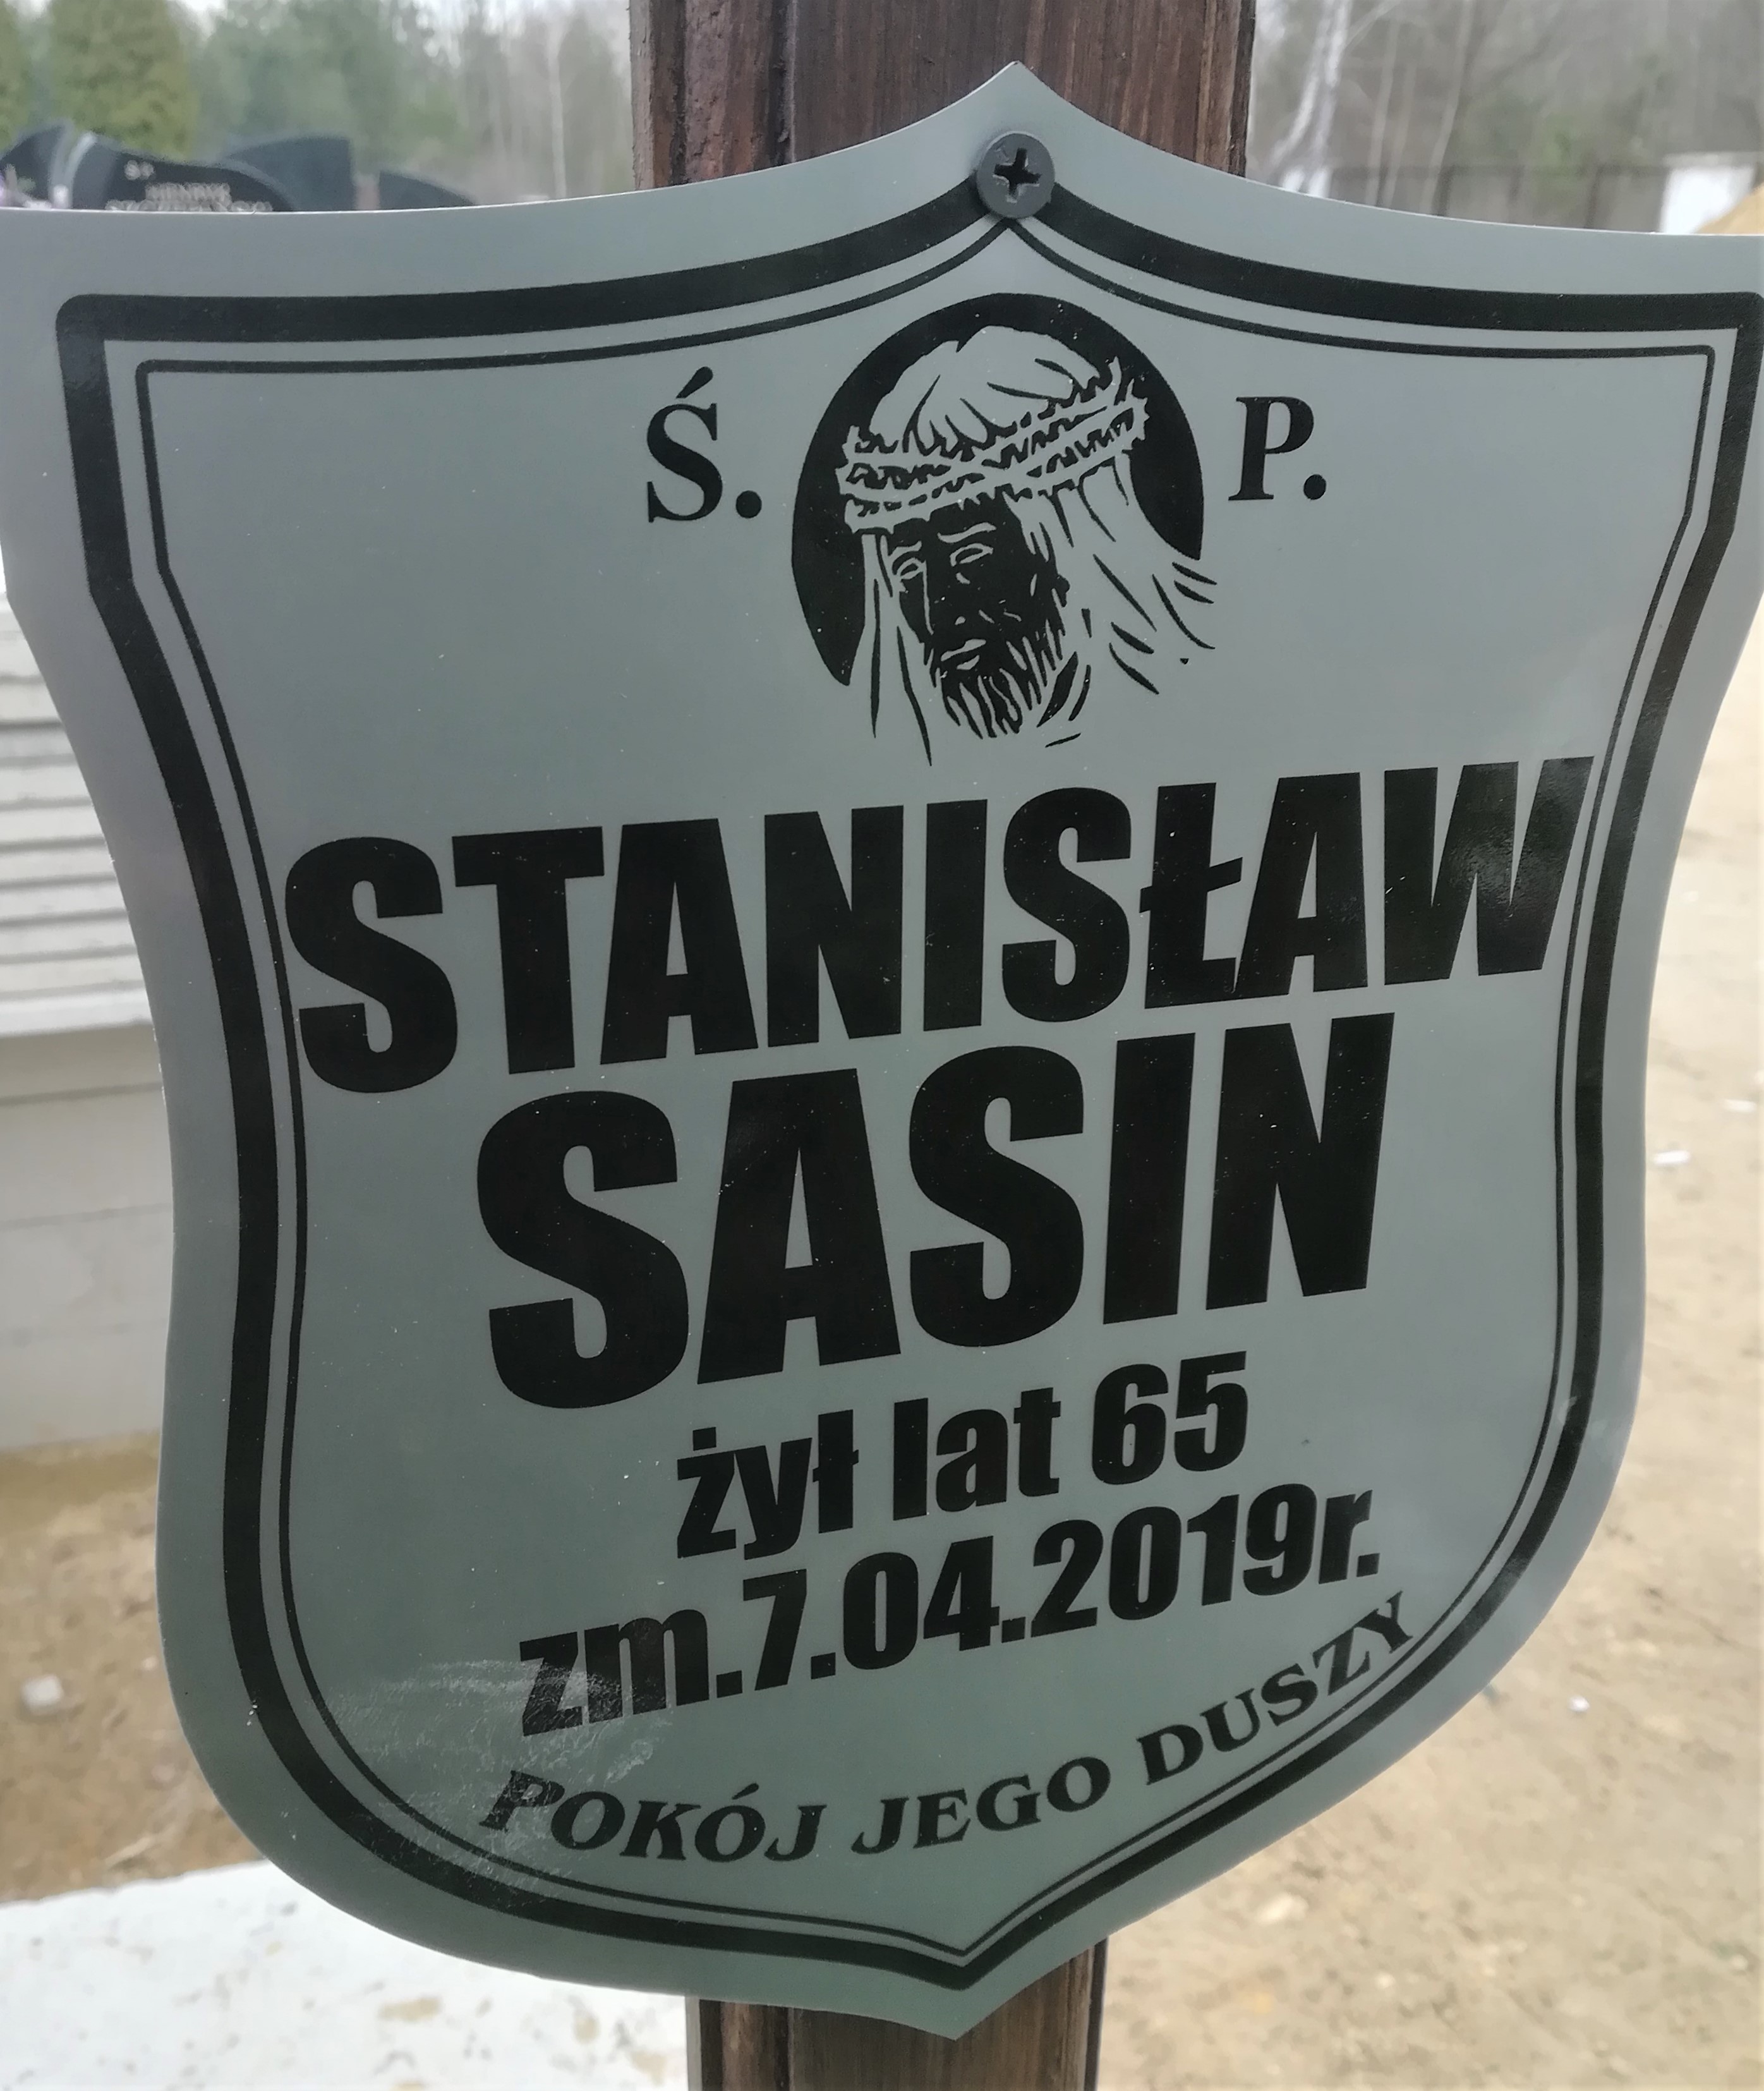 Ś. P.
STANISŁAW
SASIN
żył lat 65
zm.7.04.2019r.
POKÓJ JEGO DUSZY